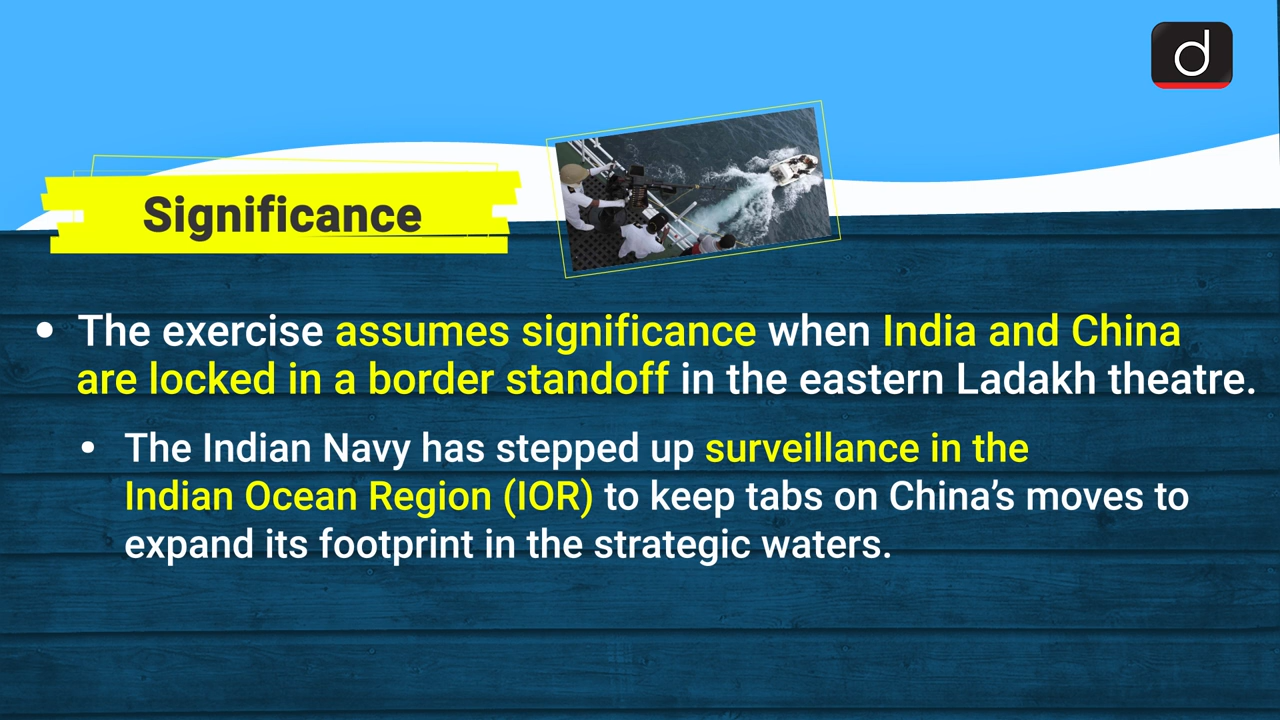 d
Significance
• The exercise assumes significance when India and China
are locked in a border standoff in the eastern Ladakh theatre.
• The Indian Navy has stepped up surveillance in the
Indian Ocean Region (IOR) to keep tabs on China’s moves to
expand its footprint in the strategic waters.